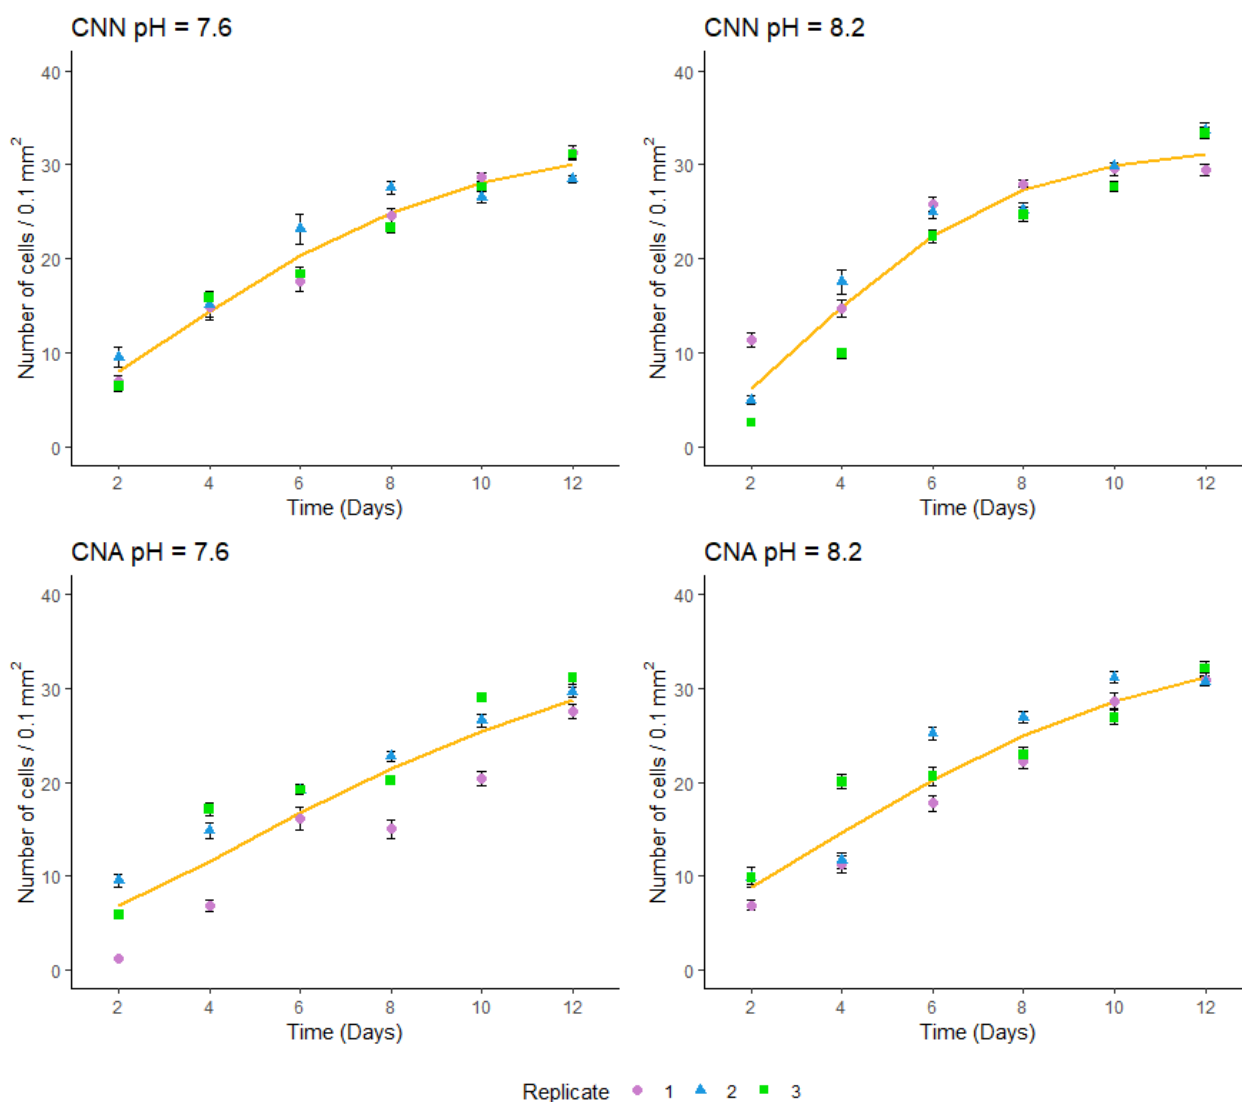 CNN pH = 7.6
CNN pH = 8.2
40
30
20
10
0
Number of cells / 0.1 mm²
2 4 6 8 10 12
Time (Days)
40
30
20
10
0
Number of cells / 0.1 mm²
2 4 6 8 10 12
Time (Days)
CNA pH = 7.6
CNA pH = 8.2
40
30
20
10
0
Number of cells / 0.1 mm²
2 4 6 8 10 12
Time (Days)
40
30
20
10
0
Number of cells / 0.1 mm²
2 4 6 8 10 12
Time (Days)
Replicate 1 2 3